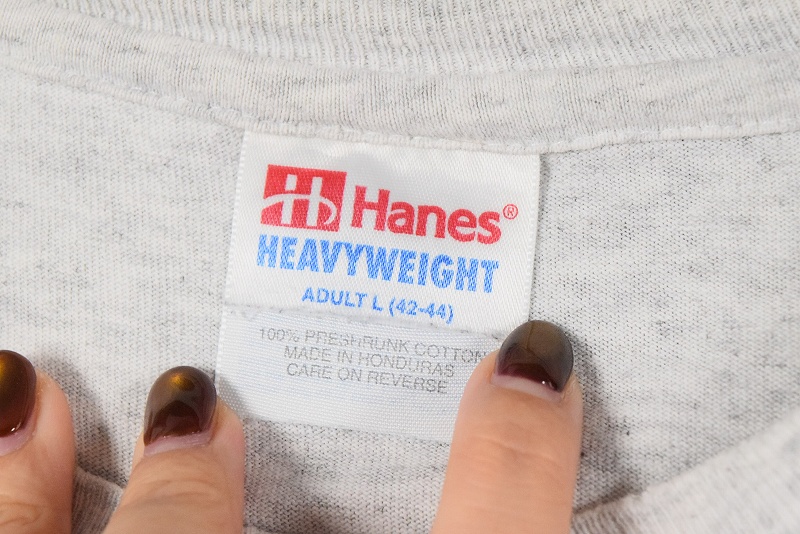 Hanes®
HEAVYWEIGHT
ADULT L (42-44)
100% PRESHRUNK COTTON
MADE IN HONDURAS
CARE ON REVERSE